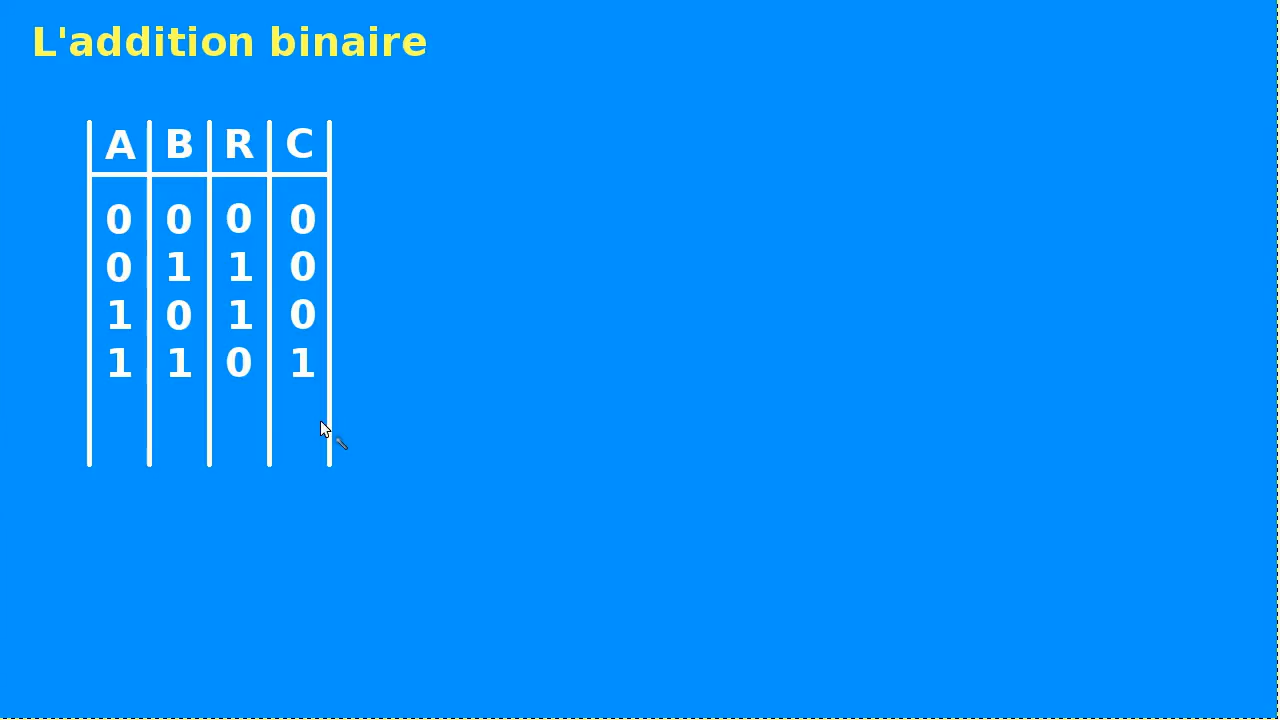 L'addition binaire
A B R C
0 0 0 0
0 1 1 0
1 0 1 0
1 1 0 1